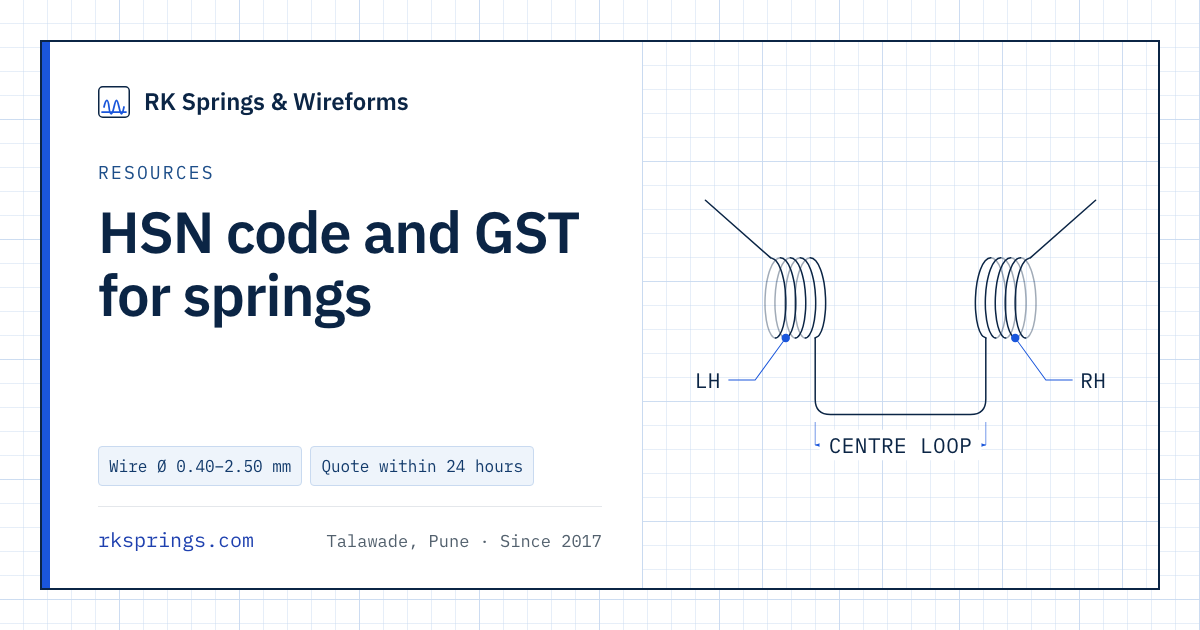 RK Springs & Wireforms
RESOURCES
HSN code and GST
for springs
Wire Ø 0.40–2.50 mm
Quote within 24 hours
rksprings.com
Talawade, Pune · Since 2017
LH
RH
CENTRE LOOP